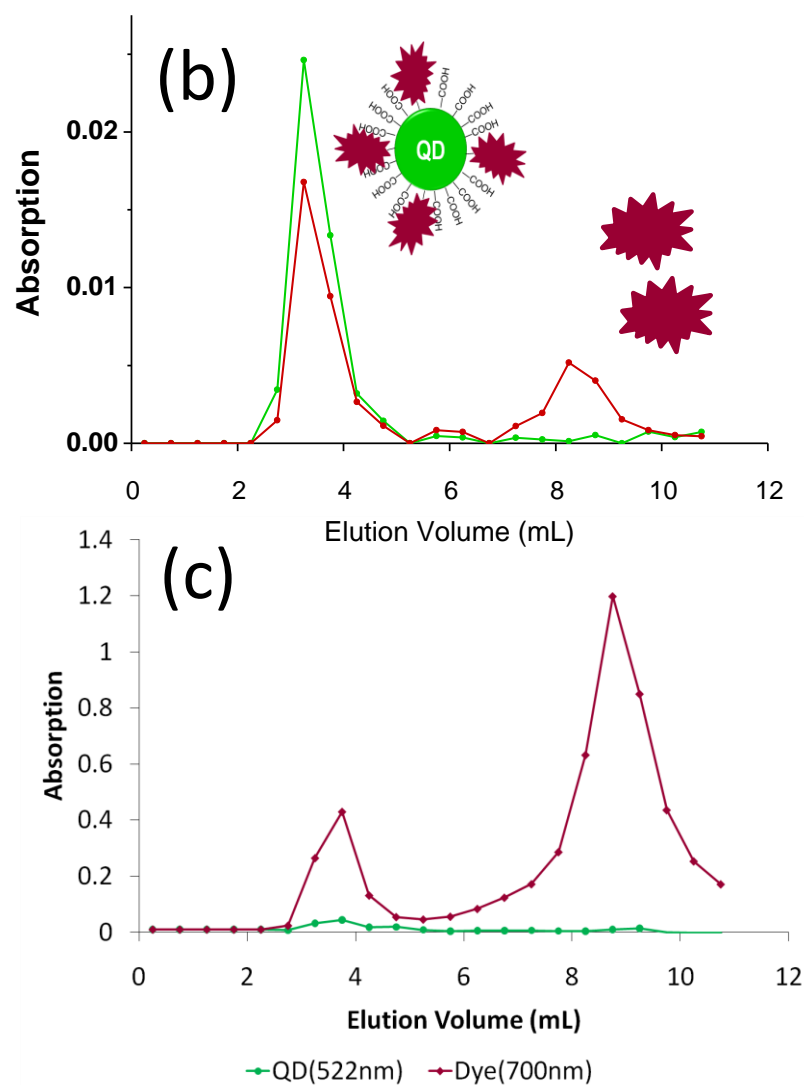 (b)
COOH
COOH
COOH
COOH
COOH
COOH
COOH
COOH
COOH
COOH
COOH
COOH
COOH
COOH
QD
0.02
0.01
0.00
Absorption
0 2 4 6 8 10 12
Elution Volume (mL)
(c)
1.4
1.2
1
0.8
0.6
0.4
0.2
0
Absorption
0 2 4 6 8 10 12
Elution Volume (mL)
QD(522nm) Dye(700nm)